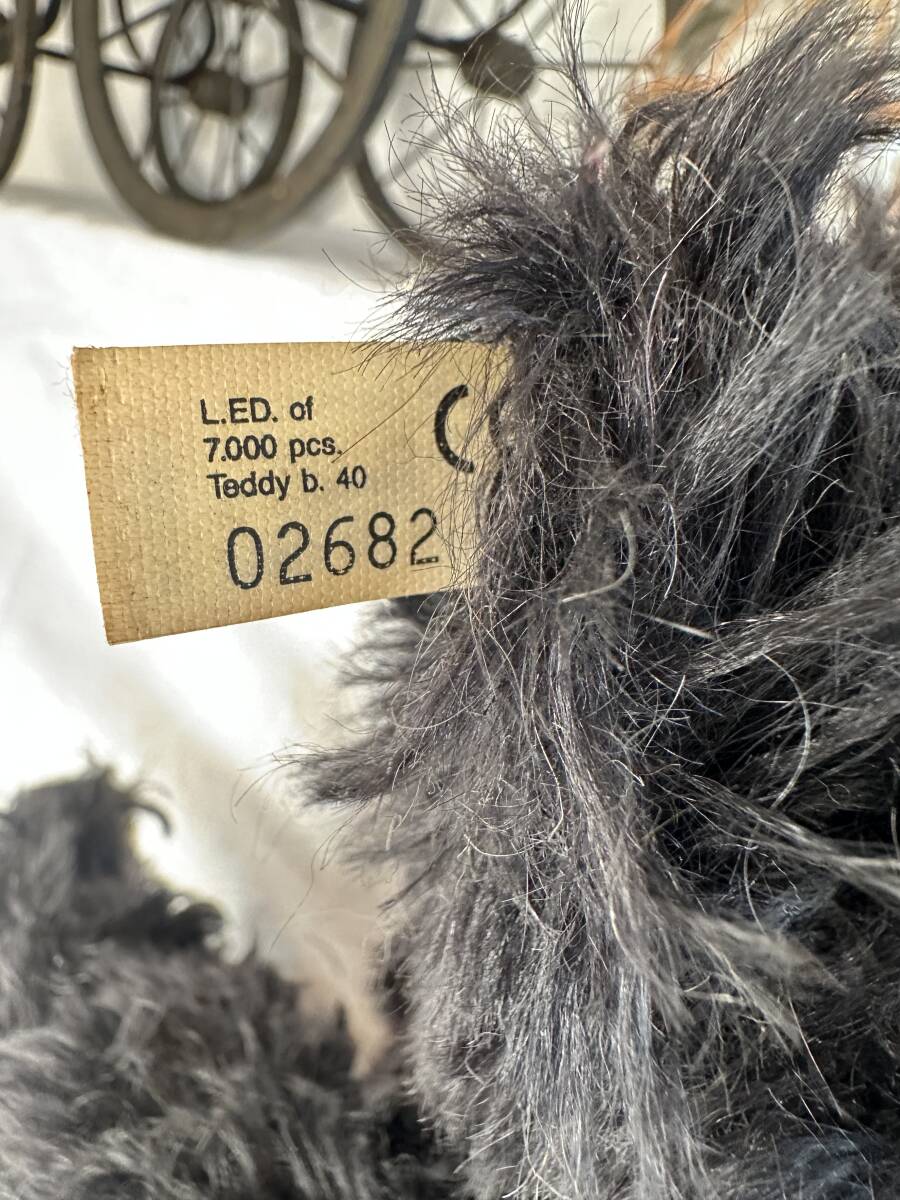 L.ED. of
7.000 pcs.
Teddy b. 40
02682